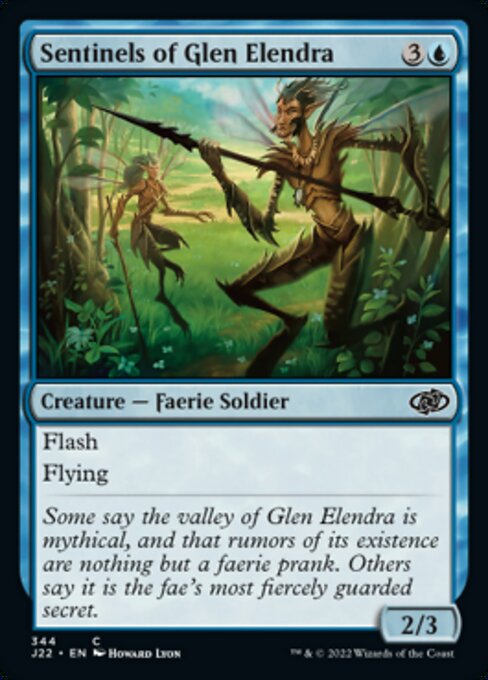 Sentinels of Glen Elendra 3
Creature — Faerie Soldier
Flash
Flying
Some say the valley of Glen Elendra is
mythical, and that rumors of its existence
are nothing but a faerie prank. Others
say it is the fae's most fiercely guarded
secret.
2/3
344 C
J22 • EN Howard Lyon ™ & © 2022 Wizards of the Coast